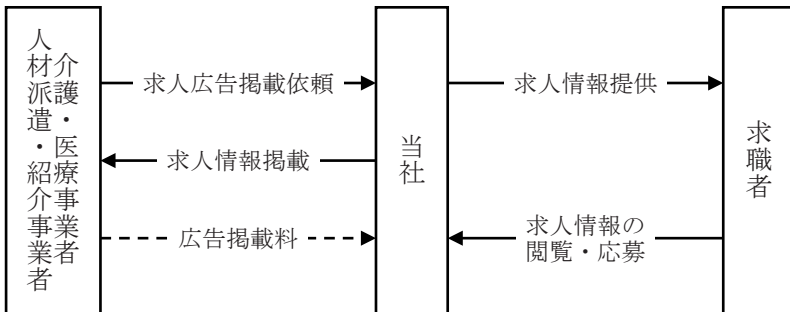 介護・医療事業者
人材派遣・紹介事業者
求人広告掲載依頼
求人情報掲載
広告掲載料
当社
求人情報提供
求人情報の
閲覧・応募
求職者